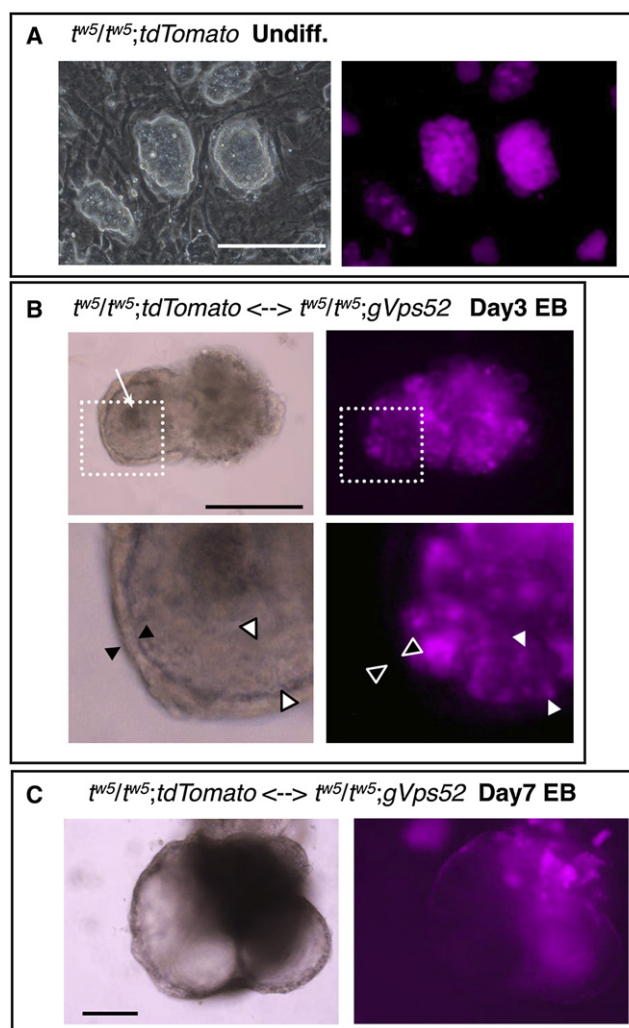 A tw5/tw5;tdTomato Undiff.
B tw5/tw5;tdTomato <--> tw5/tw5;gVps52 Day3 EB
C tw5/tw5;tdTomato <--> tw5/tw5;gVps52 Day7 EB